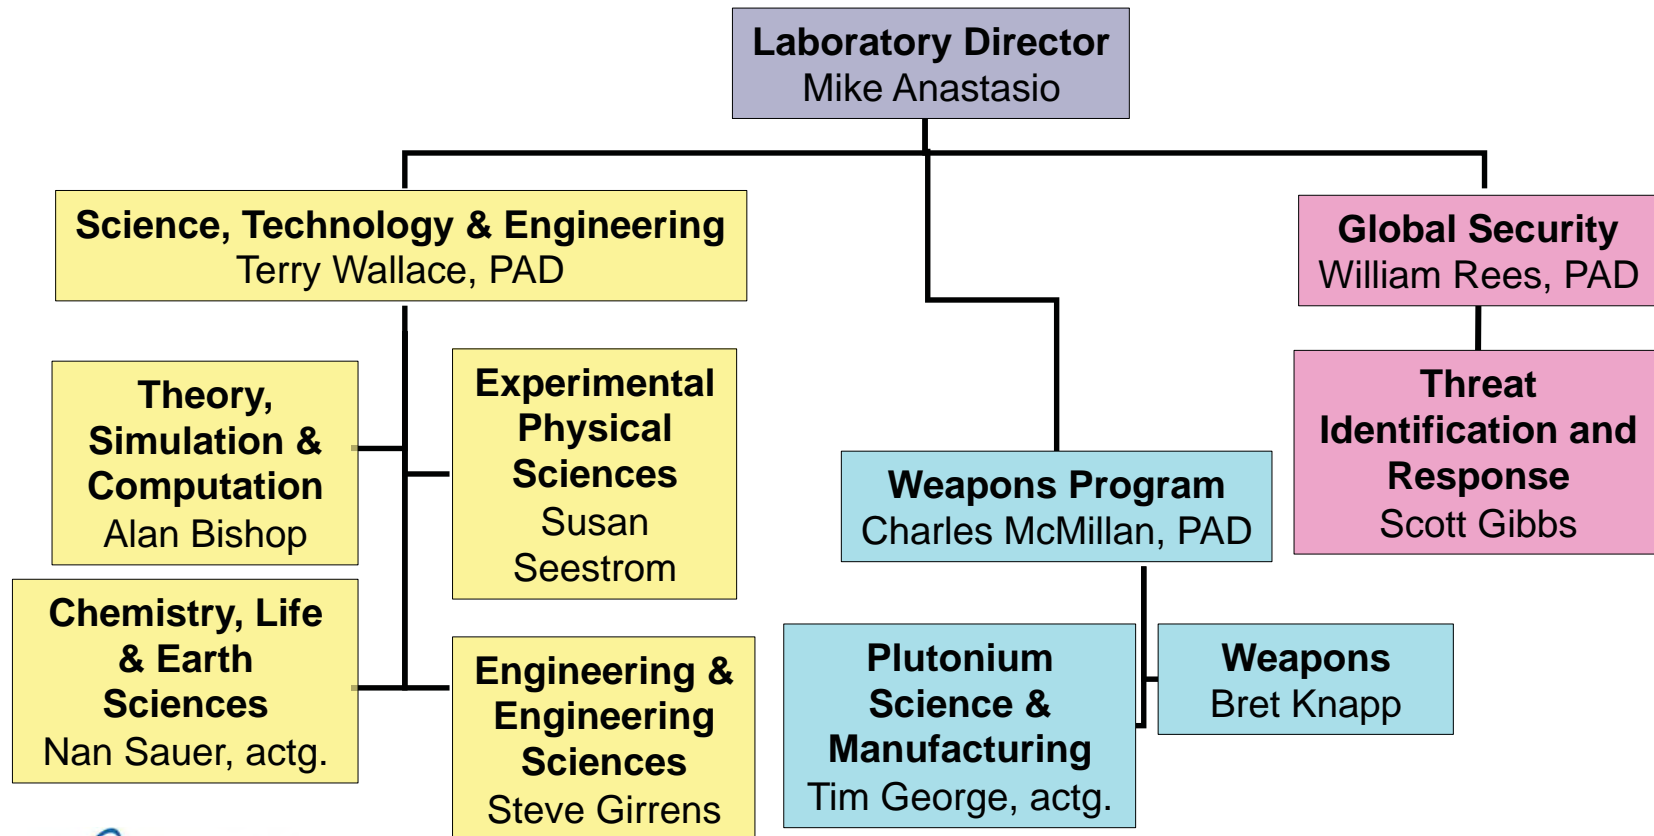 Laboratory Director
Mike Anastasio
Science, Technology & Engineering
Terry Wallace, PAD
Global Security
William Rees, PAD
Theory,
Simulation &
Computation
Alan Bishop
Experimental
Physical
Sciences
Susan
Seestrom
Threat
Identification and
Response
Scott Gibbs
Weapons Program
Charles McMillan, PAD
Chemistry, Life
& Earth
Sciences
Nan Sauer, actg.
Engineering &
Engineering
Sciences
Steve Girrens
Plutonium
Science &
Manufacturing
Tim George, actg.
Weapons
Bret Knapp